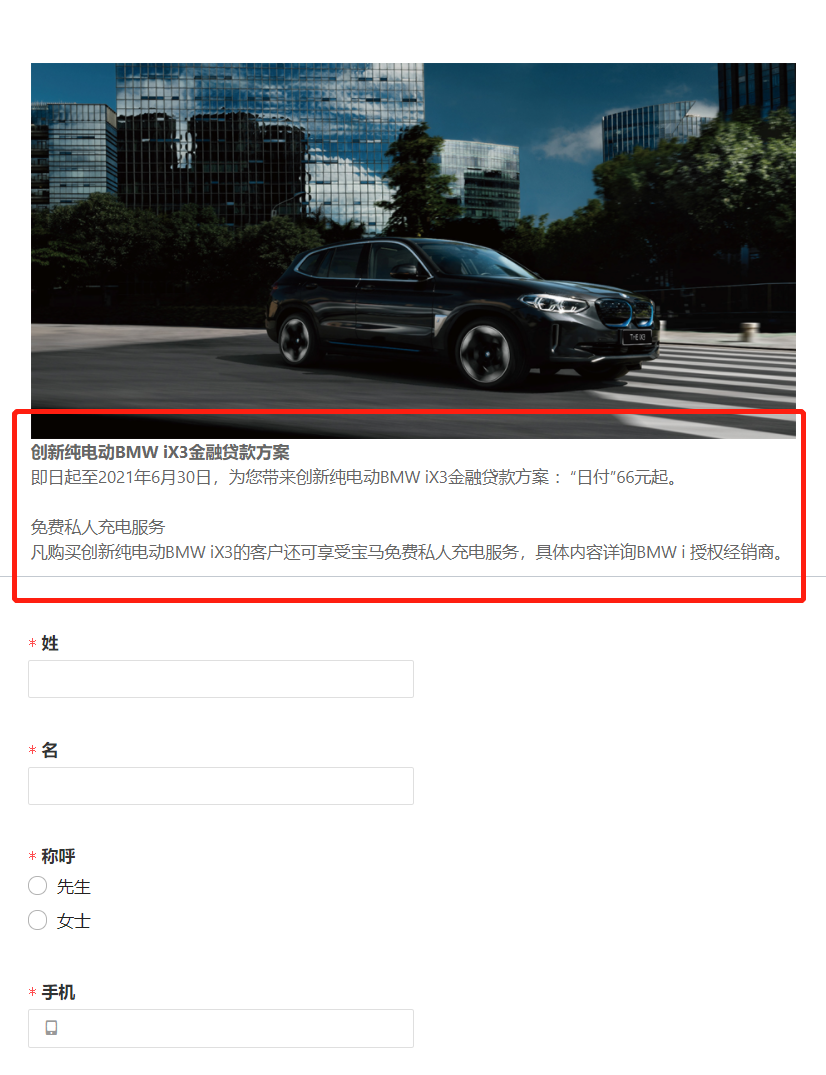 THE iX3
创新纯电动BMW iX3金融贷款方案
即日起至2021年6月30日，为您带来创新纯电动BMW iX3金融贷款方案：“日付”66元起。
免费私人充电服务
凡购买创新纯电动BMW iX3的客户还可享受宝马免费私人充电服务，具体内容详询BMW i 授权经销商。
* 姓
* 名
* 称呼
先生
女士
* 手机